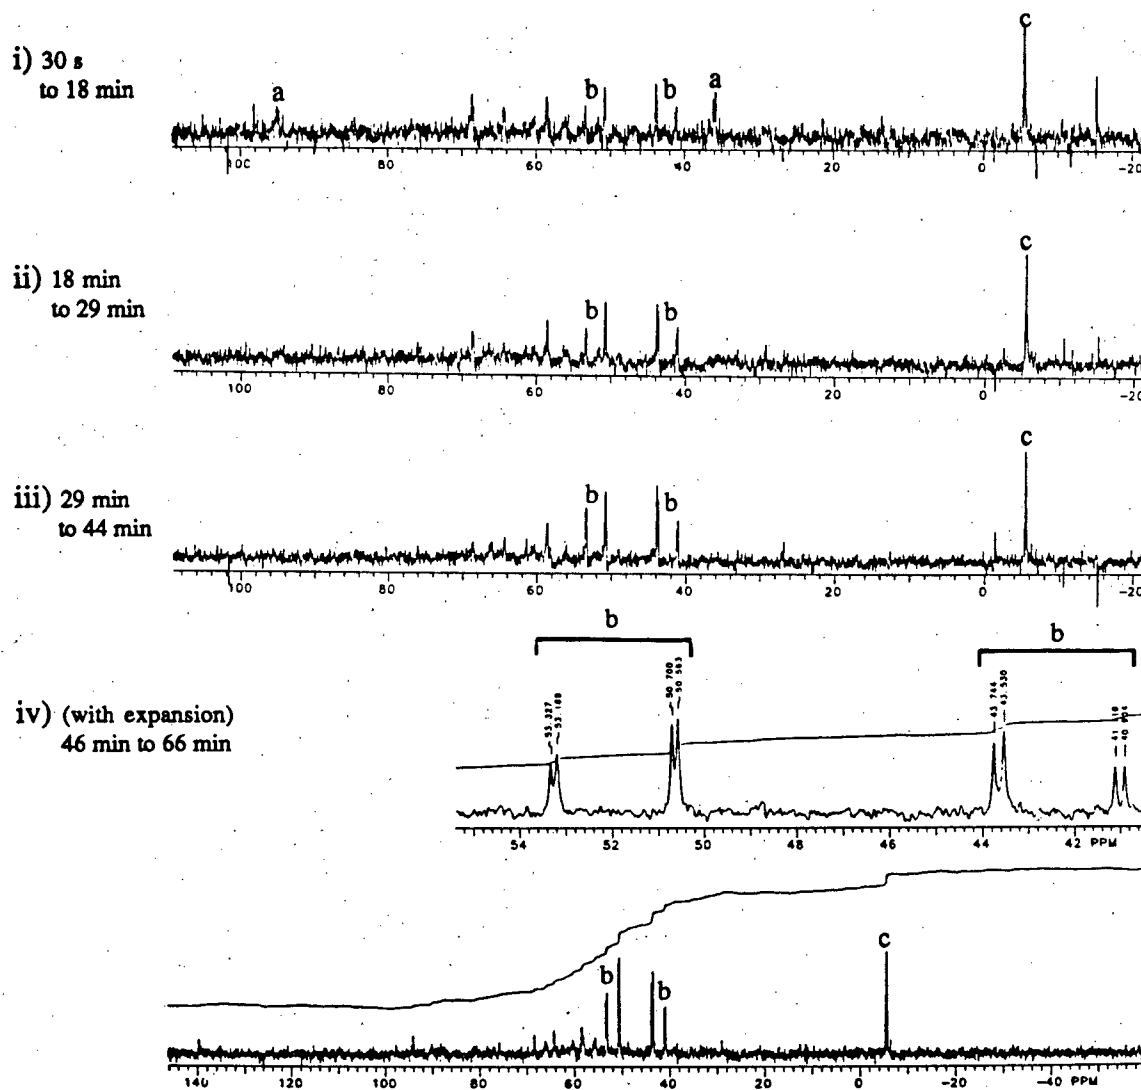 c
i) 30 s
to 18 min
a
b
b
a
100
80
60
40
20
0
-20
c
ii) 18 min
to 29 min
b
b
100
80
60
40
20
0
-20
c
iii) 29 min
to 44 min
b
b
100
80
60
40
20
0
-20
b
b
iv) (with expansion)
46 min to 66 min
53.327
53.188
50.700
50.563
43.744
43.530
54
52
50
48
46
44
42 PPM
c
b
b
140
120
100
80
60
40
20
0
-20
-40 PPM